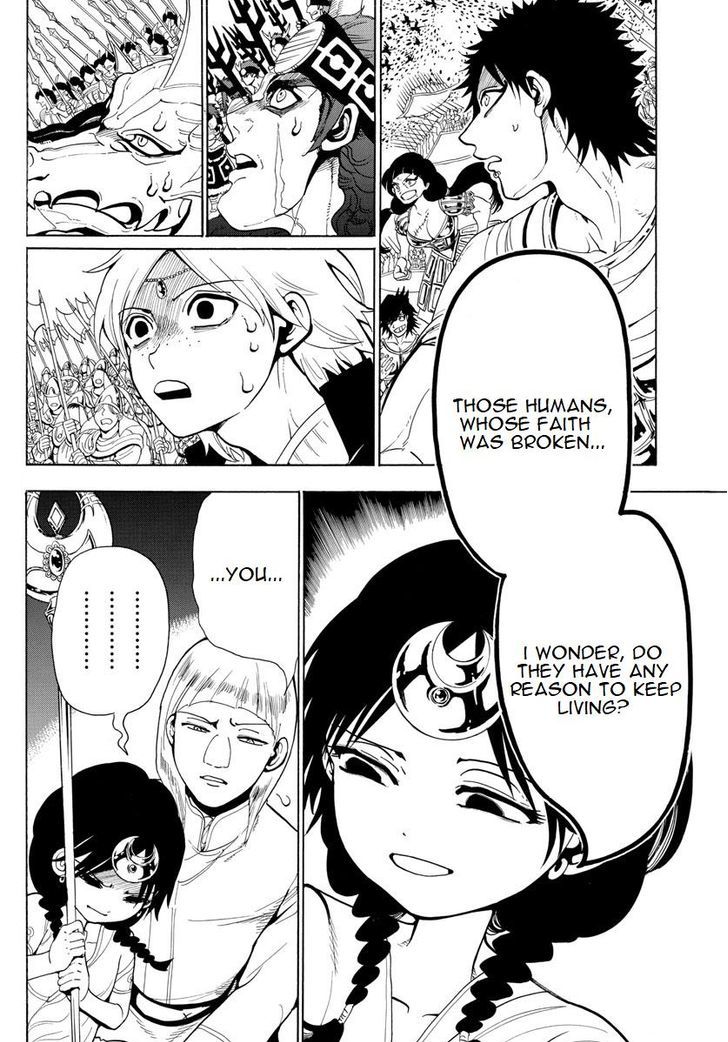 THOSE HUMANS,
WHOSE FAITH
WAS BROKEN...
I WONDER, DO
THEY HAVE ANY
REASON TO KEEP
LIVING?
...YOU...
.........
.........